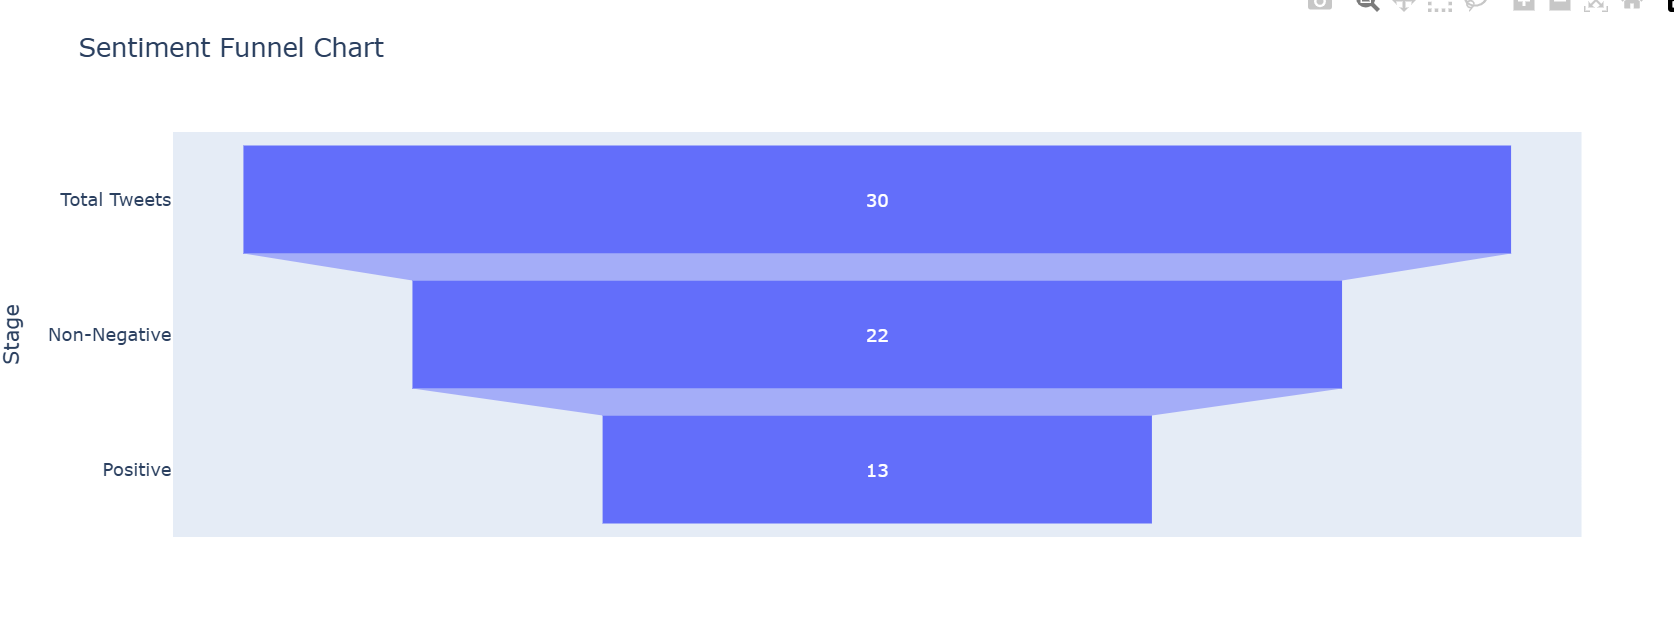 Sentiment Funnel Chart
Total Tweets
30
Stage
Non-Negative
22
Positive
13